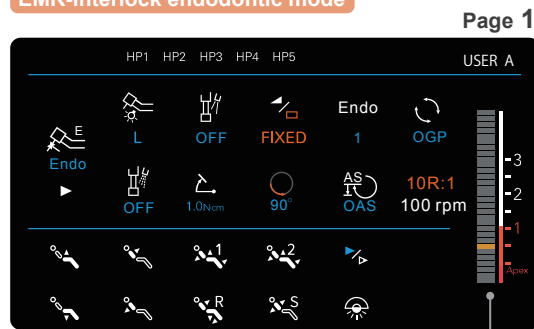 EMR-interlock endodontic mode
Page 1
HP1 HP2 HP3 HP4 HP5 USER A
E
Endo
L
OFF
FIXED
Endo
1
OGP
OFF
1.0Ncm
90°
AS
OAS
10R:1
100 rpm
3
2
1
Apex
1
2
R
S